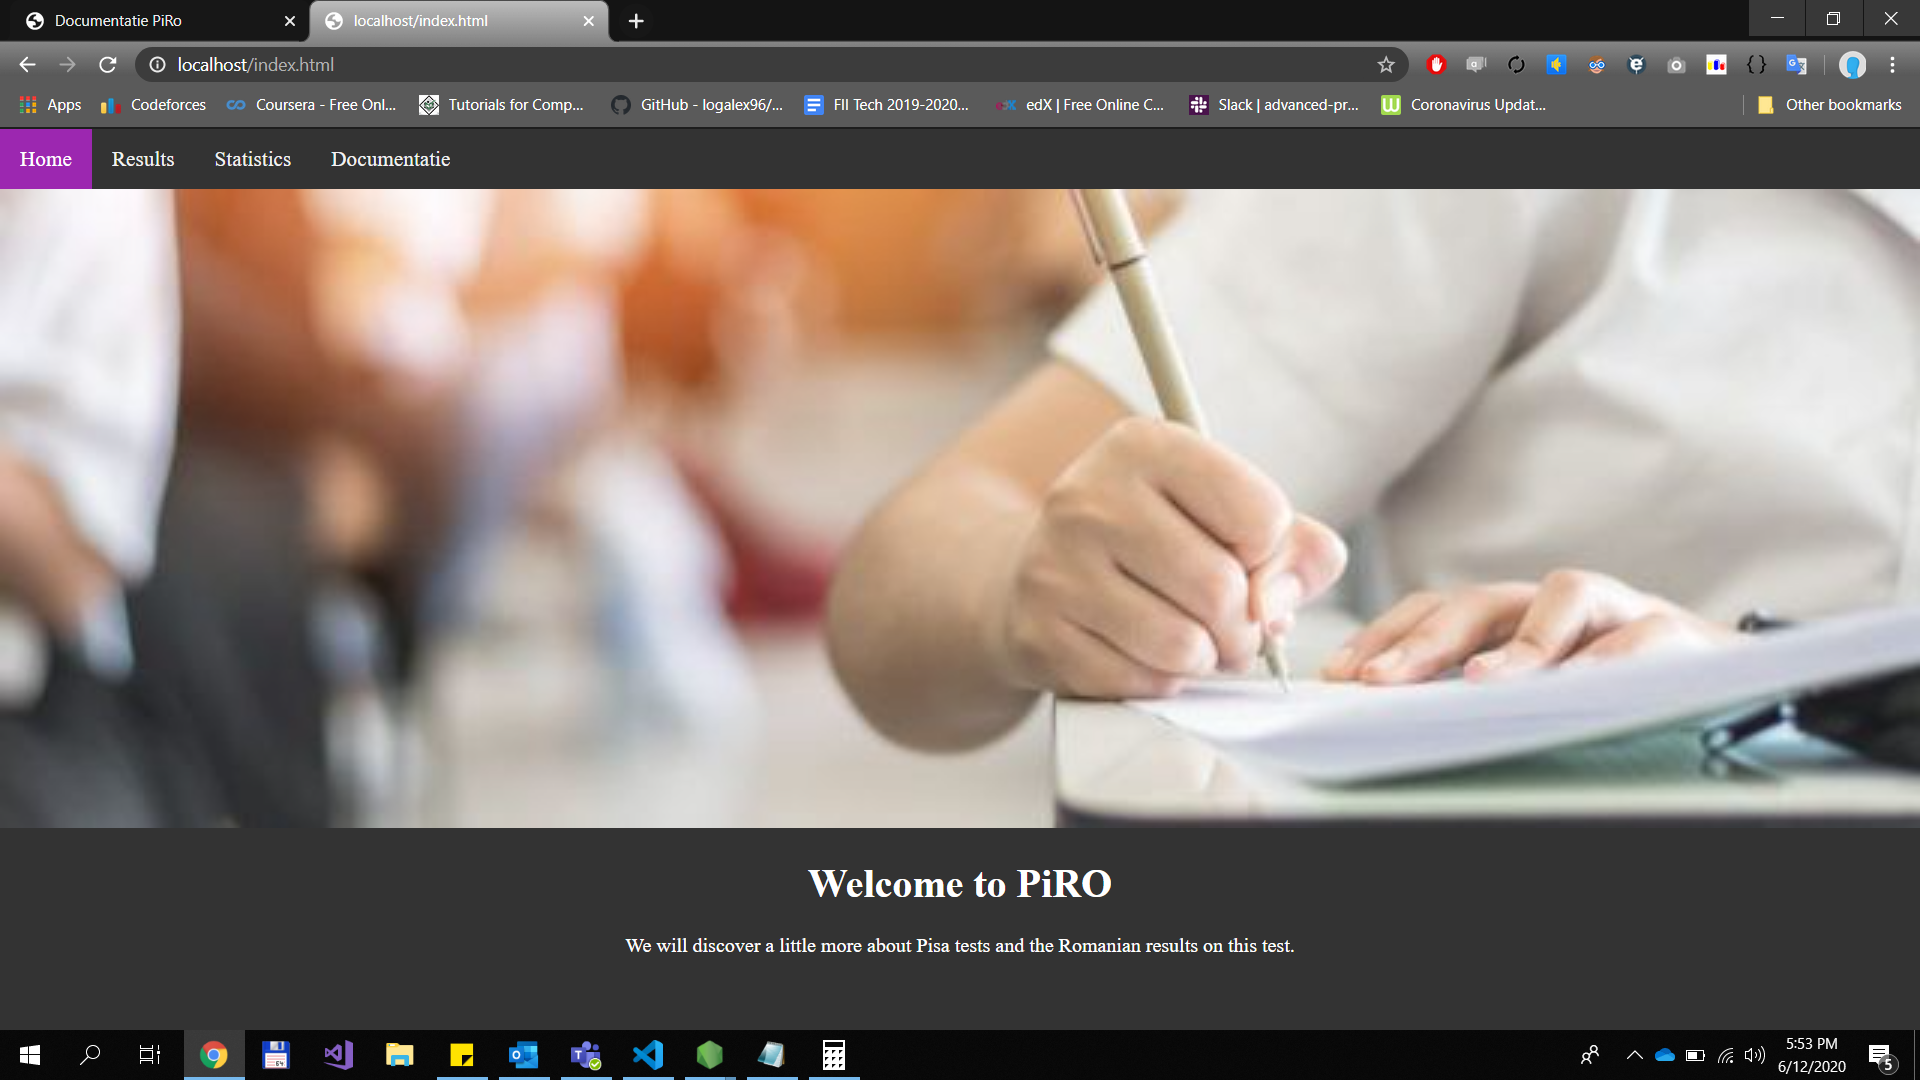 Documentatie PiRo
localhost/index.html
localhost/index.html
Apps
Codeforces
Coursera - Free Onl...
Tutorials for Comp...
GitHub - logalex96/...
FII Tech 2019-2020...
edX | Free Online C...
Slack | advanced-pr...
Coronavirus Updat...
Other bookmarks
Home
Results
Statistics
Documentatie
Welcome to PiRO
We will discover a little more about Pisa tests and the Romanian results on this test.
5:53 PM
6/12/2020
5